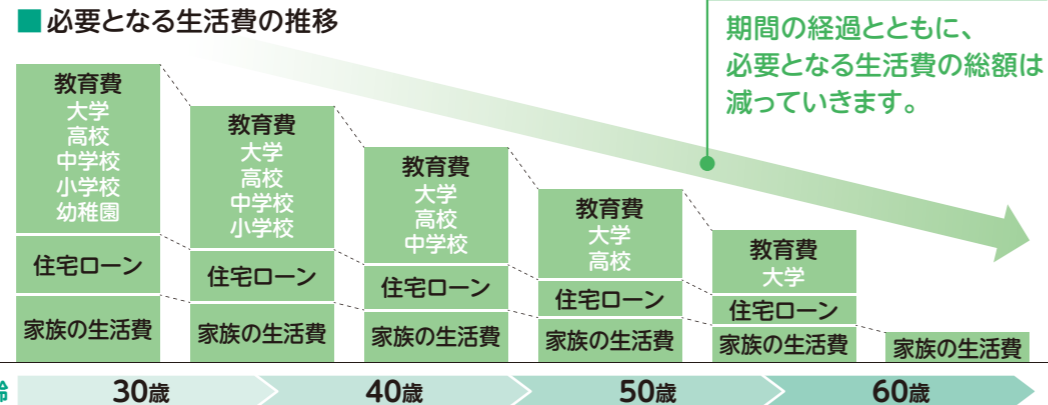 ■必要となる生活費の推移
期間の経過とともに、
必要となる生活費の総額は
減っていきます。
教育費
大学
高校
中学校
小学校
幼稚園
住宅ローン
家族の生活費
教育費
大学
高校
中学校
小学校
住宅ローン
家族の生活費
教育費
大学
高校
中学校
住宅ローン
家族の生活費
教育費
大学
高校
住宅ローン
家族の生活費
教育費
大学
住宅ローン
家族の生活費
家族の生活費
齢
30歳
40歳
50歳
60歳